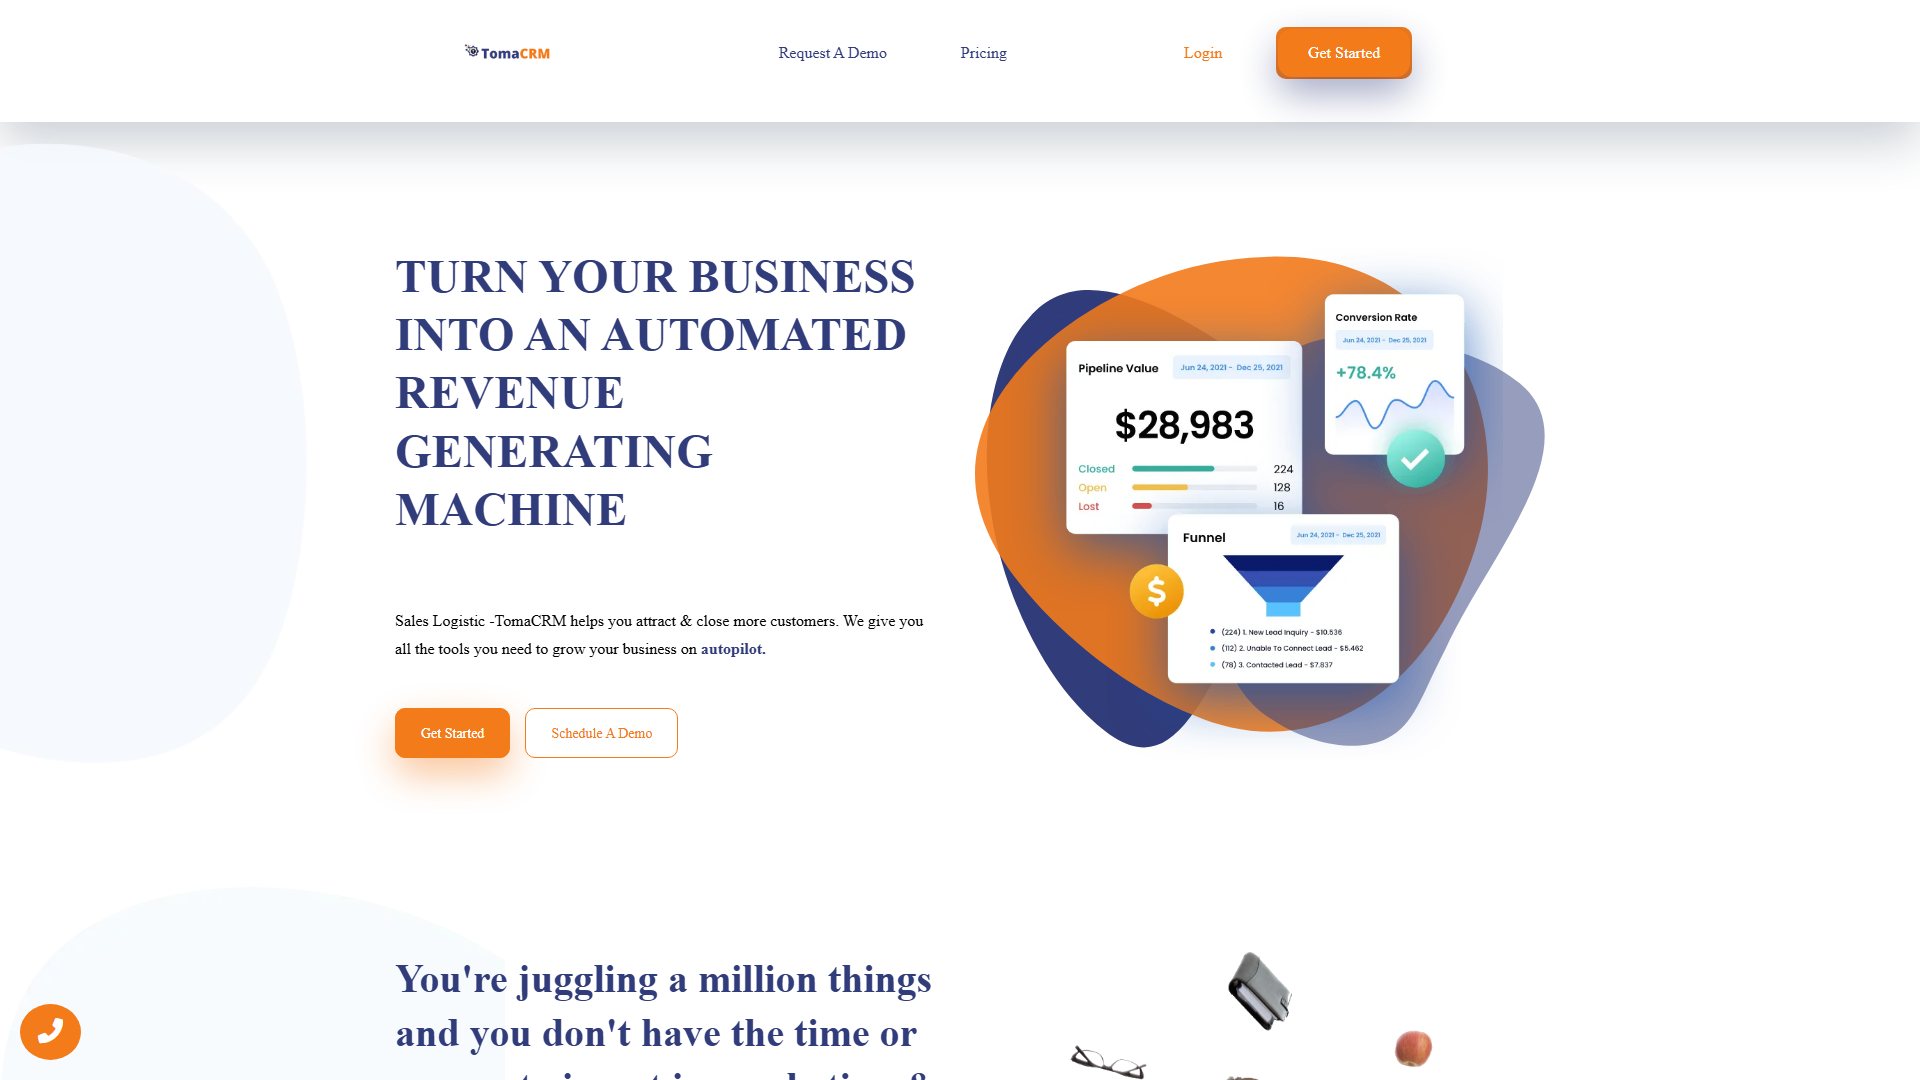 TomaCRM
Request A Demo
Pricing
Login
Get Started
TURN YOUR BUSINESS
INTO AN AUTOMATED
REVENUE
GENERATING
MACHINE
Sales Logistic -TomaCRM helps you attract & close more customers. We give you
all the tools you need to grow your business on autopilot.
Get Started
Schedule A Demo
Conversion Rate
Jun 24, 2021 - Dec 25, 2021
+78.4%
Pipeline Value
Jun 24, 2021 - Dec 25, 2021
$28,983
Closed 224
Open 128
Lost 16
Funnel
Jun 24, 2021 - Dec 25, 2021
$
(224) 1. New Lead Inquiry - $10.536
(112) 2. Unable To Connect Lead - $5.462
(78) 3. Contacted Lead - $7.837
You're juggling a million things
and you don't have the time or